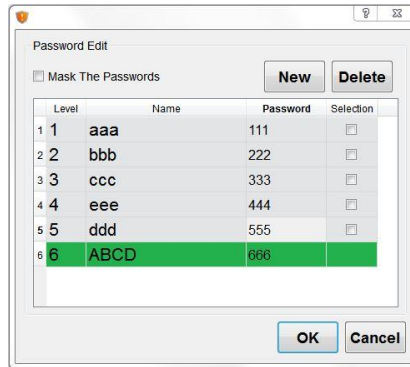 Password Edit
Mask The Passwords New Delete
Level Name Password Selection
1 1 aaa 111
2 2 bbb 222
3 3 ccc 333
4 4 eee 444
5 5 ddd 555
6 6 ABCD 666
OK Cancel